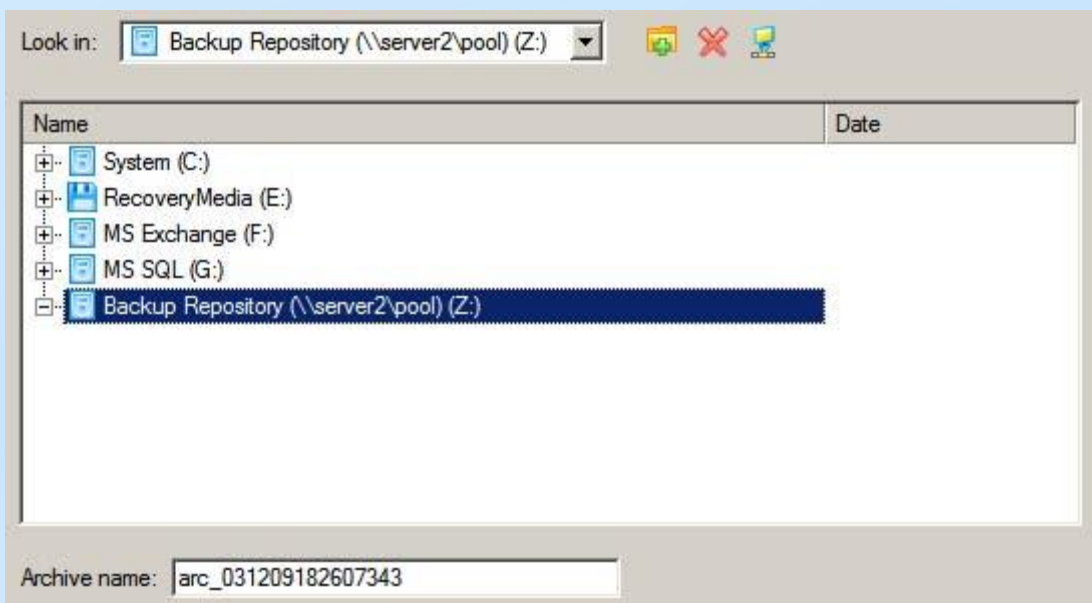 Look in: Backup Repository (\\server2\pool) (Z:)
Name Date
System (C:)
RecoveryMedia (E:)
MS Exchange (F:)
MS SQL (G:)
Backup Repository (\\server2\pool) (Z:)
Archive name: arc_031209182607343